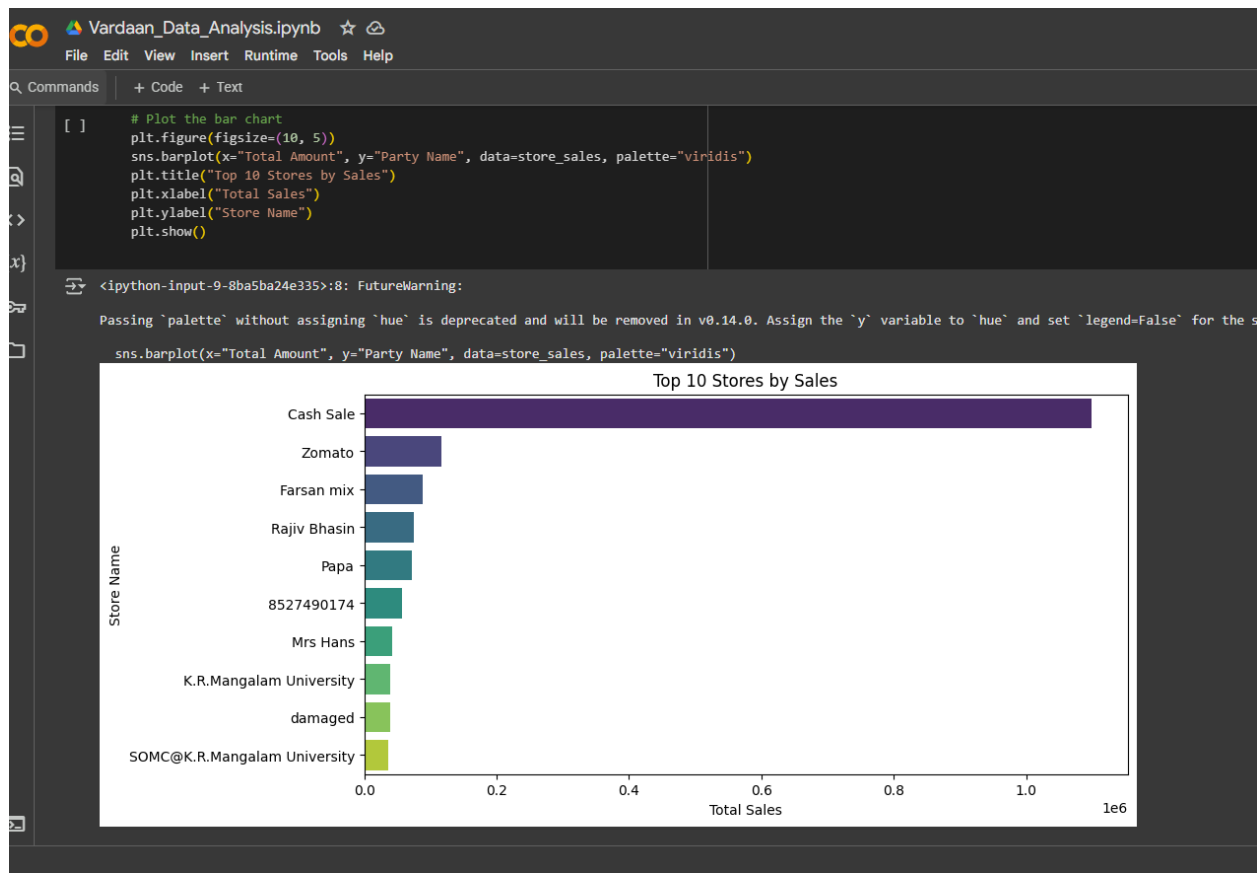 Vardaan_Data_Analysis.ipynb
File Edit View Insert Runtime Tools Help
Commands + Code + Text
[ ]
# Plot the bar chart
plt.figure(figsize=(10, 5))
sns.barplot(x="Total Amount", y="Party Name", data=store_sales, palette="viridis")
plt.title("Top 10 Stores by Sales")
plt.xlabel("Total Sales")
plt.ylabel("Store Name")
plt.show()
<ipython-input-9-8ba5ba24e335>:8: FutureWarning:
Passing `palette` without assigning `hue` is deprecated and will be removed in v0.14.0. Assign the `y` variable to `hue` and set `legend=False` for the s
sns.barplot(x="Total Amount", y="Party Name", data=store_sales, palette="viridis")
Top 10 Stores by Sales
Store Name
Cash Sale
Zomato
Farsan mix
Rajiv Bhasin
Papa
8527490174
Mrs Hans
K.R.Mangalam University
damaged
SOMC@K.R.Mangalam University
0.0 0.2 0.4 0.6 0.8 1.0
1e6
Total Sales